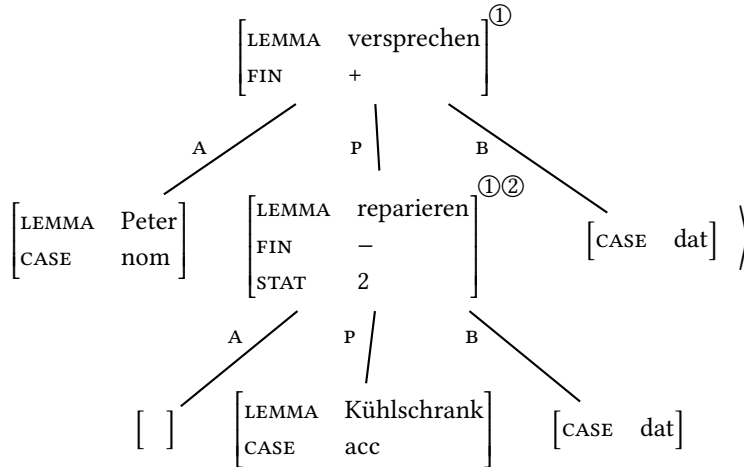 [LEMMA versprechen]①
[FIN +]
A P B
[LEMMA Peter]
[CASE nom]
[LEMMA reparieren]①②
[FIN –]
[STAT 2]
[CASE dat] ⟩
A P B
[ ]
[LEMMA Kühlschrank]
[CASE acc]
[CASE dat]